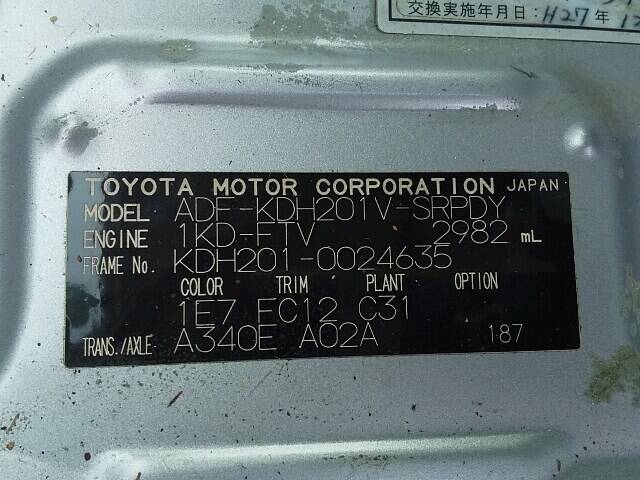 交換実施年月日:H27年12
TOYOTA MOTOR CORPORATION JAPAN
MODEL ADF-KDH201V-SRPDY
ENGINE 1KD-FTV 2982 mL
FRAME No. KDH201-0024635
COLOR TRIM PLANT OPTION
1E7 FC12 C31
TRANS./AXLE A340E A02A 187